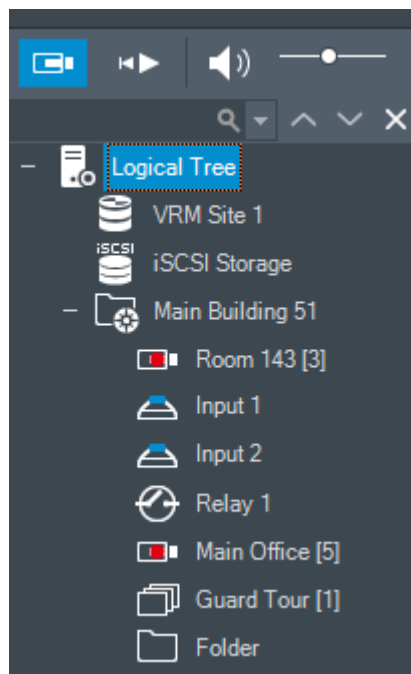 Logical Tree
VRM Site 1
iSCSI
iSCSI Storage
Main Building 51
Room 143 [3]
Input 1
Input 2
Relay 1
Main Office [5]
Guard Tour [1]
Folder